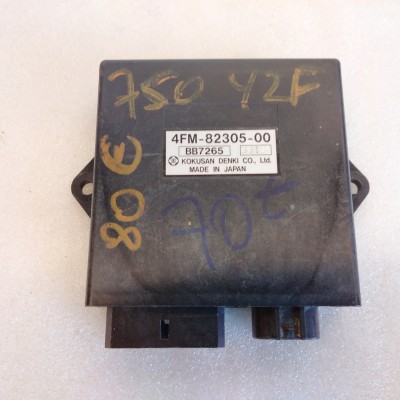 750 YZF
4FM-82305-00
BB7265
KOKUSAN DENKI CO., Ltd.
MADE IN JAPAN
80 €
70€